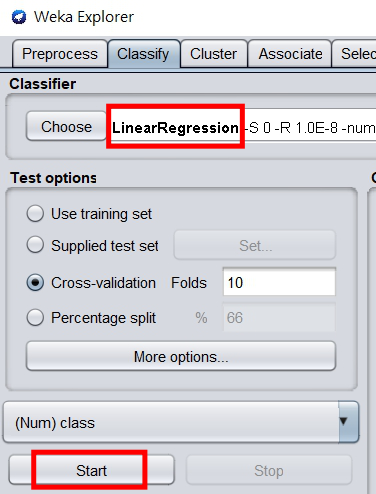 Weka Explorer
Preprocess Classify Cluster Associate Selec
Classifier
Choose LinearRegression -S 0 -R 1.0E-8 -num
Test options
Use training set
Supplied test set Set...
Cross-validation Folds 10
Percentage split % 66
More options...
(Num) class
Start Stop